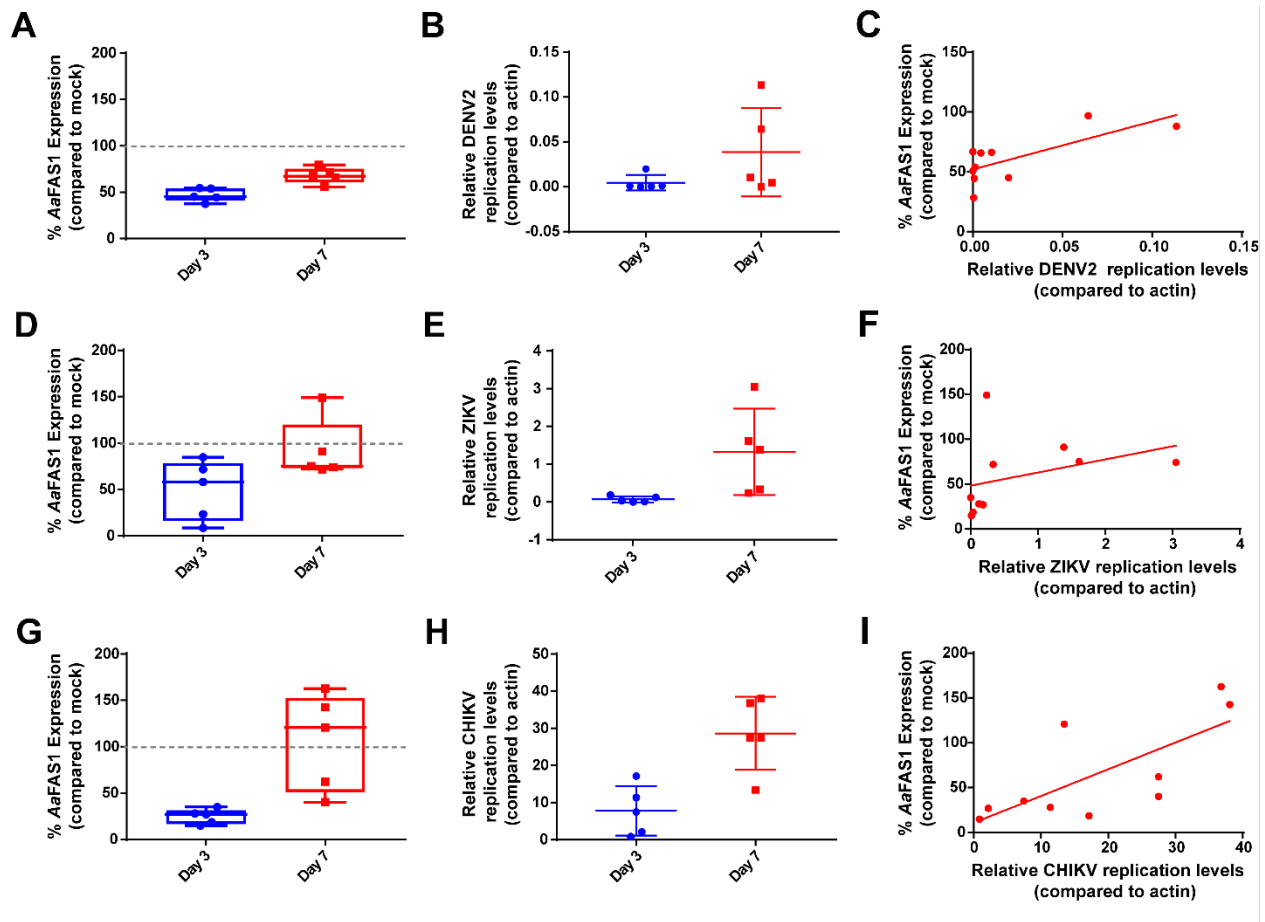 A
% AaFAS1 Expression
(compared to mock)
200
150
100
50
0
Day 3
Day 7
B
Relative DENV2
replication levels
(compared to actin)
0.15
0.10
0.05
0.00
-0.05
Day 3
Day 7
C
% AaFAS1 Expression
(compared to mock)
150
100
50
0
0.00
0.05
0.10
0.15
Relative DENV2 replication levels
(compared to actin)
D
% AaFAS1 Expression
(compared to mock)
200
150
100
50
0
Day 3
Day 7
E
Relative ZIKV
replication levels
(compared to actin)
4
3
2
1
0
-1
Day 3
Day 7
F
% AaFAS1 Expression
(compared to mock)
200
150
100
50
0
0
1
2
3
4
Relative ZIKV replication levels
(compared to actin)
G
% AaFAS1 Expression
(compared to mock)
200
150
100
50
0
Day 3
Day 7
H
Relative CHIKV
replication levels
(compared to actin)
50
40
30
20
10
0
Day 3
Day 7
I
% AaFAS1 Expression
(compared to mock)
200
150
100
50
0
0
10
20
30
40
Relative CHIKV replication levels
(compared to actin)